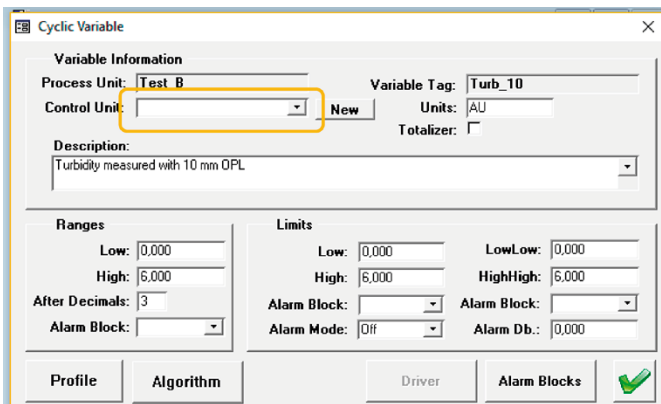 Cyclic Variable
Variable Information
Process Unit: Test_B
Variable Tag: Turb_10
Control Unit:
New
Units: AU
Totalizer:
Description:
Turbidity measured with 10 mm OPL
Ranges
Low: 0,000
High: 6,000
After Decimals: 3
Alarm Block:
Limits
Low: 0,000
LowLow: 0,000
High: 6,000
HighHigh: 6,000
Alarm Block:
Alarm Block:
Alarm Mode: Off
Alarm Db.: 0,000
Profile
Algorithm
Driver
Alarm Blocks